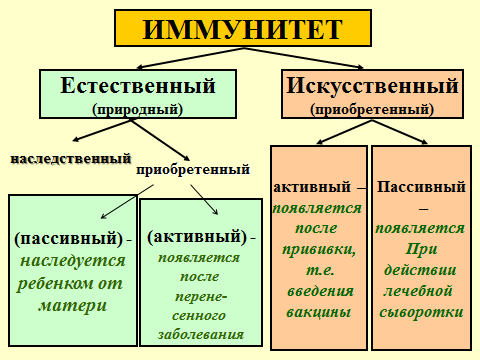 ИММУНИТЕТ
Естественный
(природный)
Искусственный
(приобретенный)
наследственный
приобретенный
(пассивный) -
наследуется
ребенком от
матери
(активный) -
появляется
после
перене-
сенного
заболевания
активный –
появляется
после
прививки,
т.е.
введения
вакцины
Пассивный
–
появляется
При
действии
лечебной
сыворотки